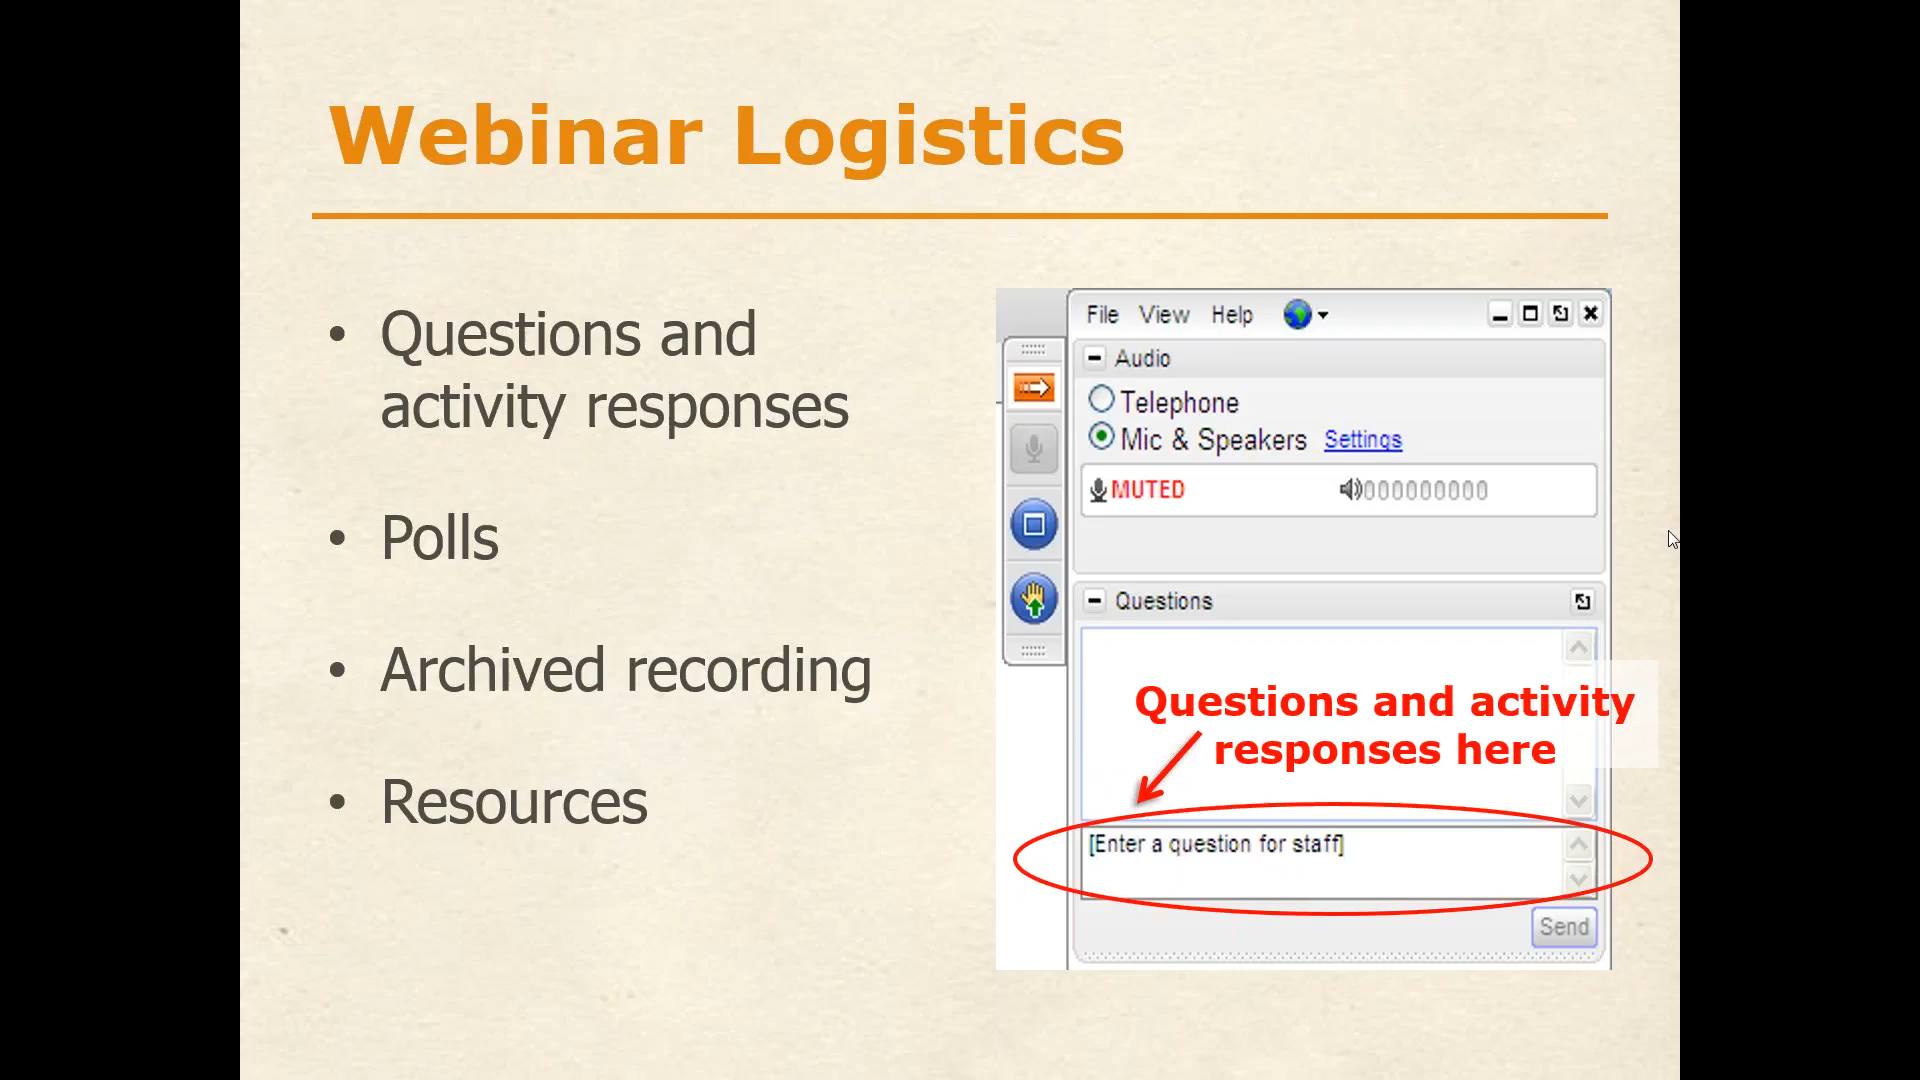 Webinar Logistics
• Questions and
activity responses
• Polls
• Archived recording
• Resources
File View Help
Audio
Telephone
Mic & Speakers Settings
MUTED
Questions
Questions and activity
responses here
[Enter a question for staff]
Send